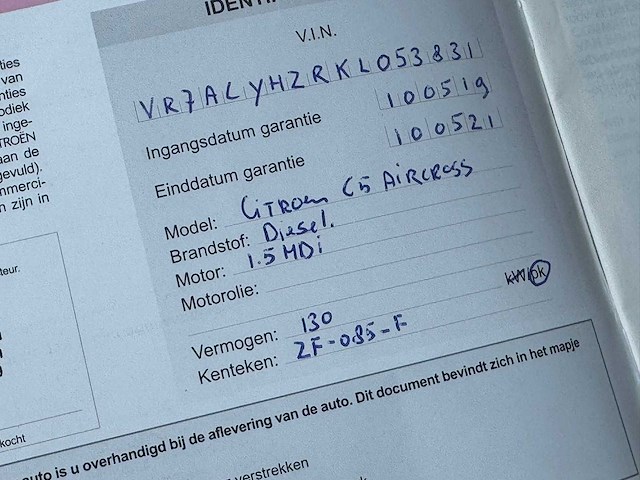 IDENTI
V.I.N.
VR7ACYHZRKL053831
Ingangsdatum garantie 100519
Einddatum garantie 100521
Model: CITROEN C5 AIRCROSS
Brandstof: Diesel.
Motor: 1.5 HDi
Motorolie:
Vermogen: 130 kW/pk
Kenteken: ZF-085-F
auto is u overhandigd bij de aflevering van de auto. Dit document bevindt zich in het mapje
verstrekken
ties
van
nties
odiek
inge-
TROËN
aan de
gevuld).
nmerci-
n zijn in
teur.
kocht